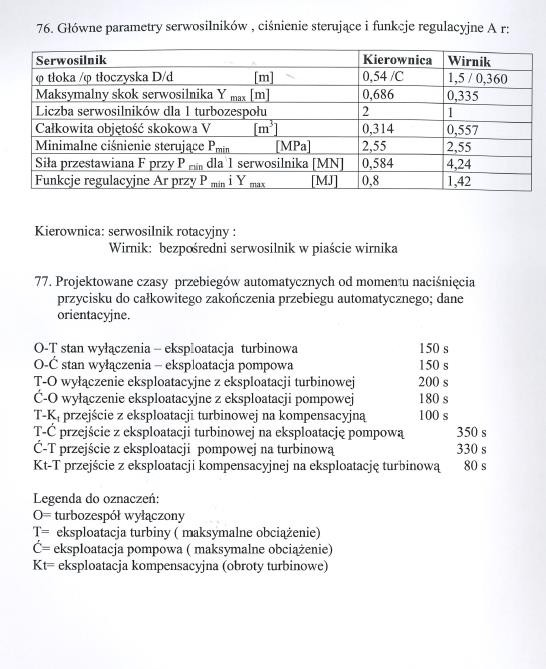 76. Główne parametry serwosilników , ciśnienie sterujące i funkcje regulacyjne A r:
Serwosilnik Kierownica Wirnik
φ tłoka /φ tłoczyska D/d [m] 0,54 /C 1,5 / 0,360
Maksymalny skok serwosilnika Y max [m] 0,686 0,335
Liczba serwosilników dla 1 turbozespołu 2 1
Całkowita objętość skokowa V [m³] 0,314 0,557
Minimalne ciśnienie sterujące Pmin [MPa] 2,55 2,55
Siła przestawiana F przy P min dla 1 serwosilnika [MN] 0,584 4,24
Funkcje regulacyjne Ar przy P min i Y max [MJ] 0,8 1,42
Kierownica: serwosilnik rotacyjny :
Wirnik: bezpośredni serwosilnik w piaście wirnika
77. Projektowane czasy przebiegów automatycznych od momentu naciśnięcia
przycisku do całkowitego zakończenia przebiegu automatycznego; dane
orientacyjne.
O-T stan wyłączenia – eksploatacja turbinowa 150 s
O-Ć stan wyłączenia – eksploatacja pompowa 150 s
T-O wyłączenie eksploatacyjne z eksploatacji turbinowej 200 s
Ć-O wyłączenie eksploatacyjne z eksploatacji pompowej 180 s
T-Kt przejście z eksploatacji turbinowej na kompensacyjną 100 s
T-Ć przejście z eksploatacji turbinowej na eksploatację pompową 350 s
Ć-T przejście z eksploatacji pompowej na turbinową 330 s
Kt-T przejście z eksploatacji kompensacyjnej na eksploatację turbinową 80 s
Legenda do oznaczeń:
O= turbozespół wyłączony
T= eksploatacja turbiny ( maksymalne obciążenie)
Ć= eksploatacja pompowa ( maksymalne obciążenie)
Kt= eksploatacja kompensacyjna (obroty turbinowe)